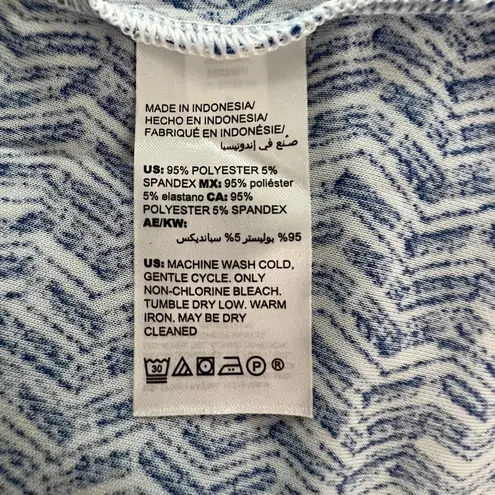 MADE IN INDONESIA/
HECHO EN INDONESIA/
FABRIQUÉ EN INDONÉSIE/
صنع في إندونيسيا
US: 95% POLYESTER 5%
SPANDEX MX: 95% poliéster
5% elastano CA: 95%
POLYESTER 5% SPANDEX
AE/KW:
95% بوليستر 5% سبانديكس
US: MACHINE WASH COLD,
GENTLE CYCLE. ONLY
NON-CHLORINE BLEACH.
TUMBLE DRY LOW. WARM
IRON. MAY BE DRY
CLEANED
30 P ®